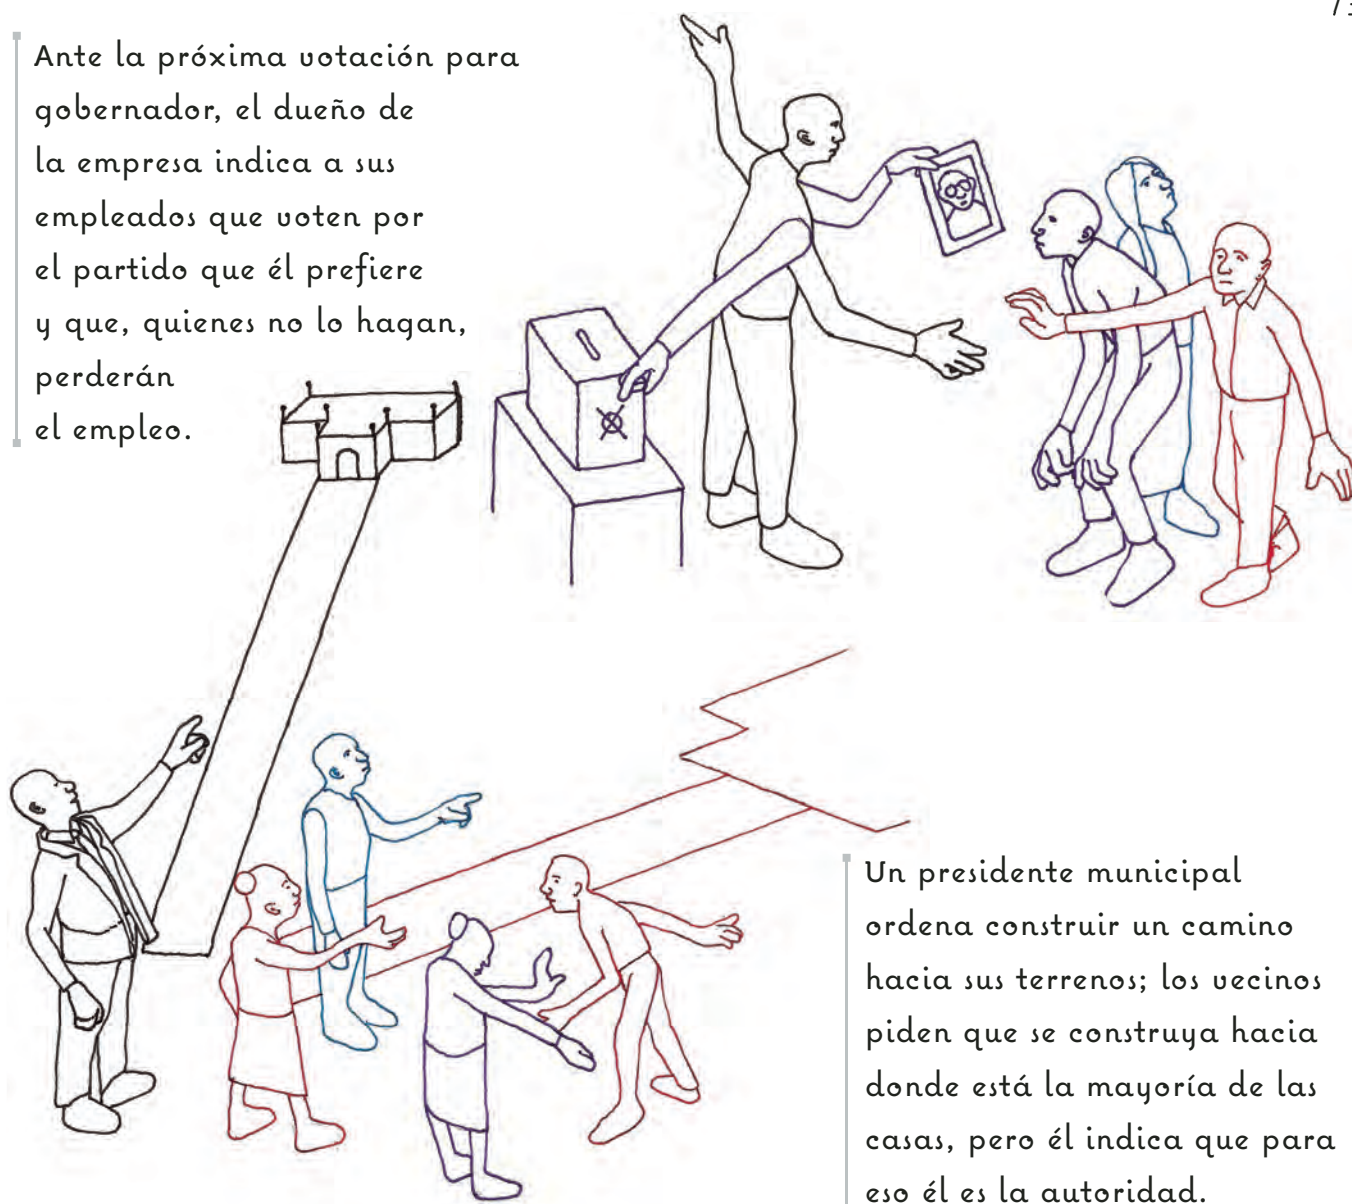 Ante la próxima votación para
gobernador, el dueño de
la empresa indica a sus
empleados que voten por
el partido que él prefiere
y que, quienes no lo hagan,
perderán
el empleo.
Un presidente municipal
ordena construir un camino
hacia sus terrenos; los vecinos
piden que se construya hacia
donde está la mayoría de las
casas, pero él indica que para
eso él es la autoridad.